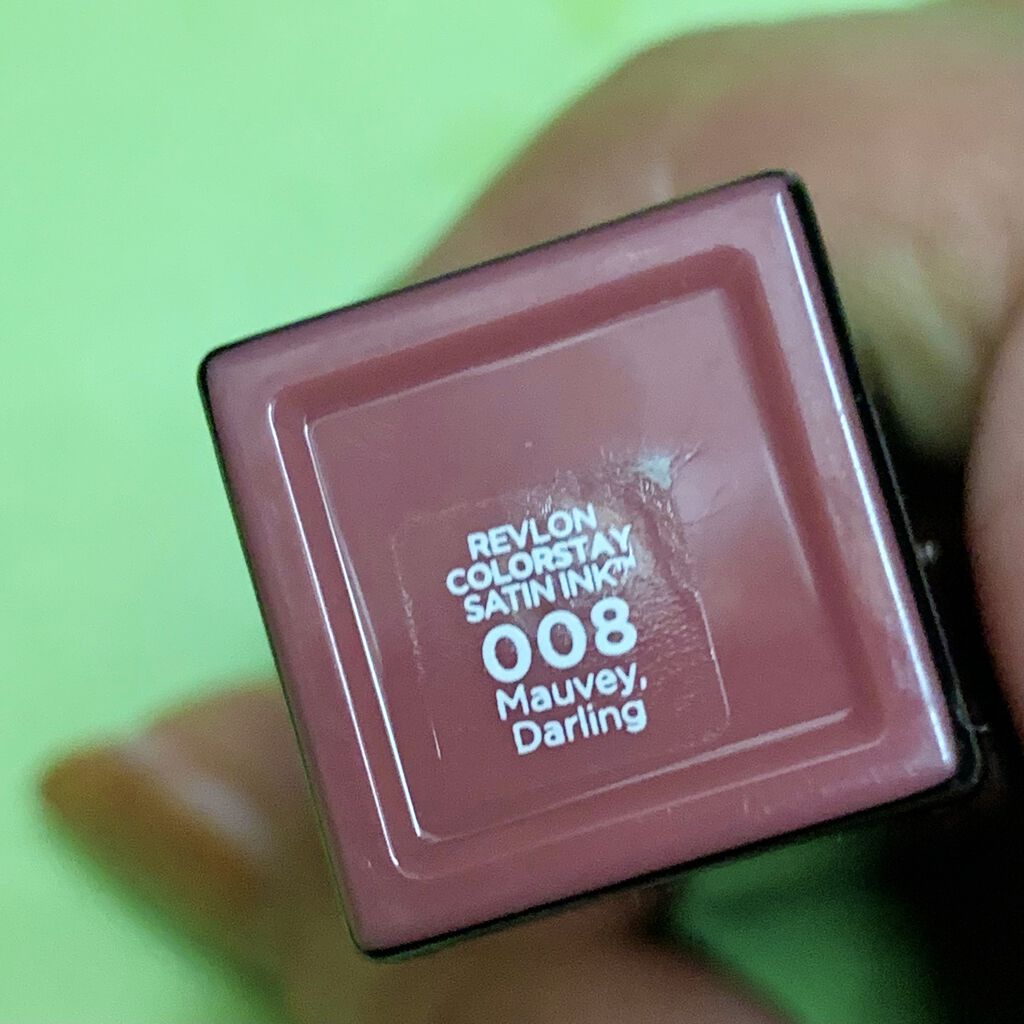 REVLON
COLORSTAY
SATIN INK™
008
Mauvey,
Darling